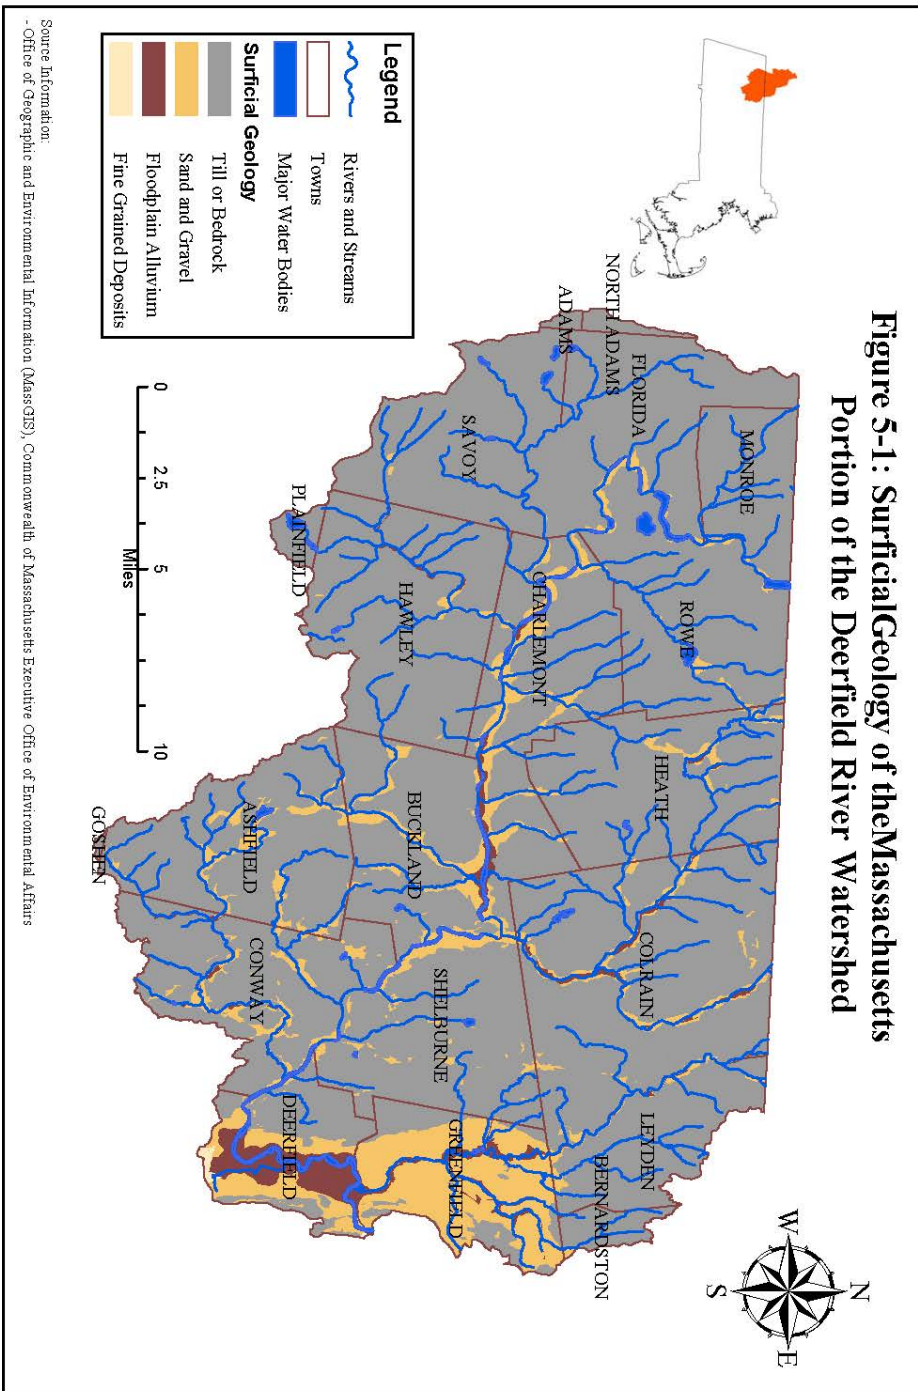 Figure 5-1: SurficialGeology of theMassachusetts
Portion of the Deerfield River Watershed
N
W
E
S
MONROE
NORTH ADAMS
FLORIDA
ADAMS
ROWE
HEATH
COLRAIN
LEYDEN
BERNARDSTON
SAVOY
CHARLEMONT
HAWLEY
PLAINFIELD
BUCKLAND
SHELBURNE
GREENFIELD
ASHFIELD
CONWAY
DEERFIELD
GOSHEN
Legend
Rivers and Streams
Towns
Major Water Bodies
Surficial Geology
Till or Bedrock
Sand and Gravel
Floodplain Alluvium
Fine Grained Deposits
0 2.5 5 10
Miles
Source Information:
- Office of Geographic and Environmental Information (MassGIS), Commonwealth of Massachusetts Executive Office of Environmental Affairs